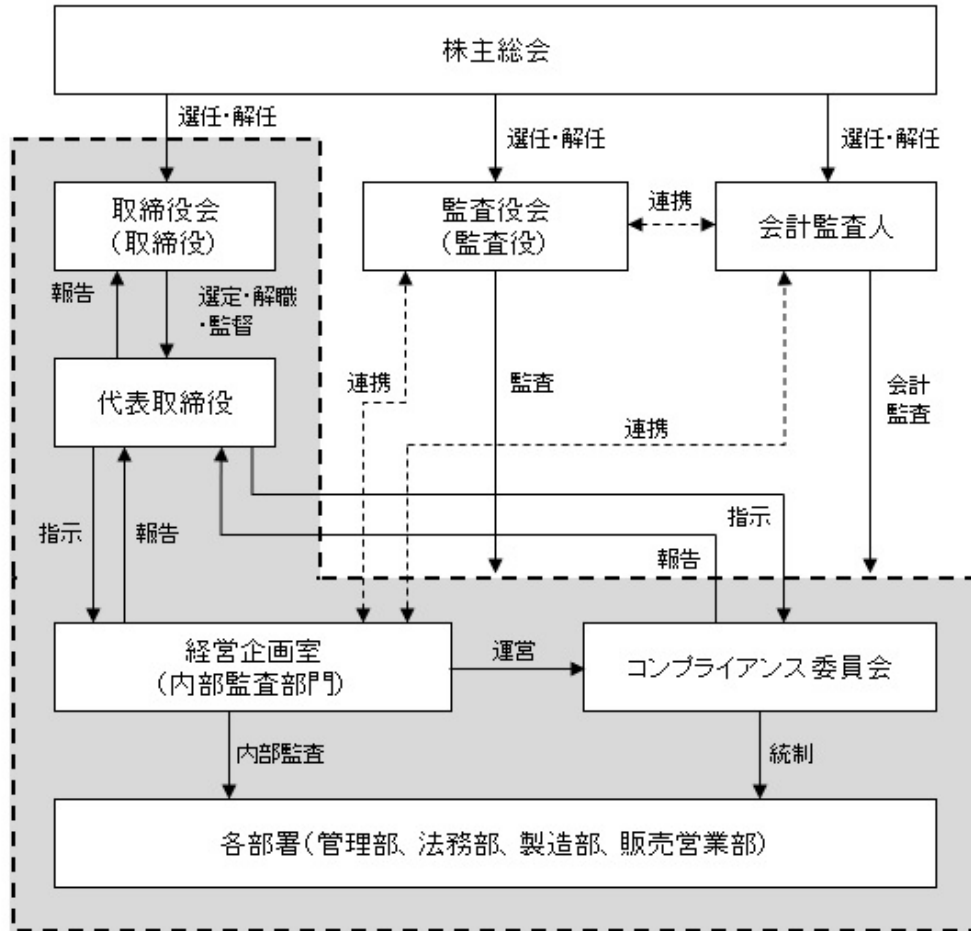 株主総会
選任・解任
選任・解任
選任・解任
取締役会
(取締役)
監査役会
(監査役)
連携
会計監査人
報告
選定・解職
・監督
代表取締役
連携
監査
会計
監査
連携
指示
報告
指示
報告
経営企画室
(内部監査部門)
運営
コンプライアンス委員会
内部監査
統制
各部署(管理部、法務部、製造部、販売営業部)